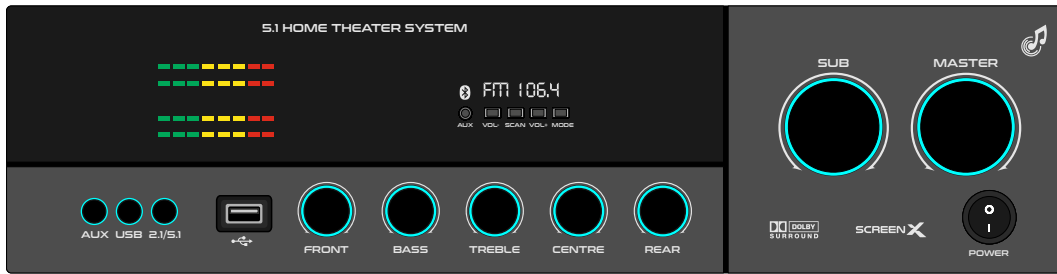 5.1 HOME THEATER SYSTEM
FM 106.4
AUX VOL- SCAN VOL+ MODE
SUB MASTER
AUX USB 2.1/5.1
FRONT BASS TREBLE CENTRE REAR
DOLBY
SURROUND
SCREEN X
POWER